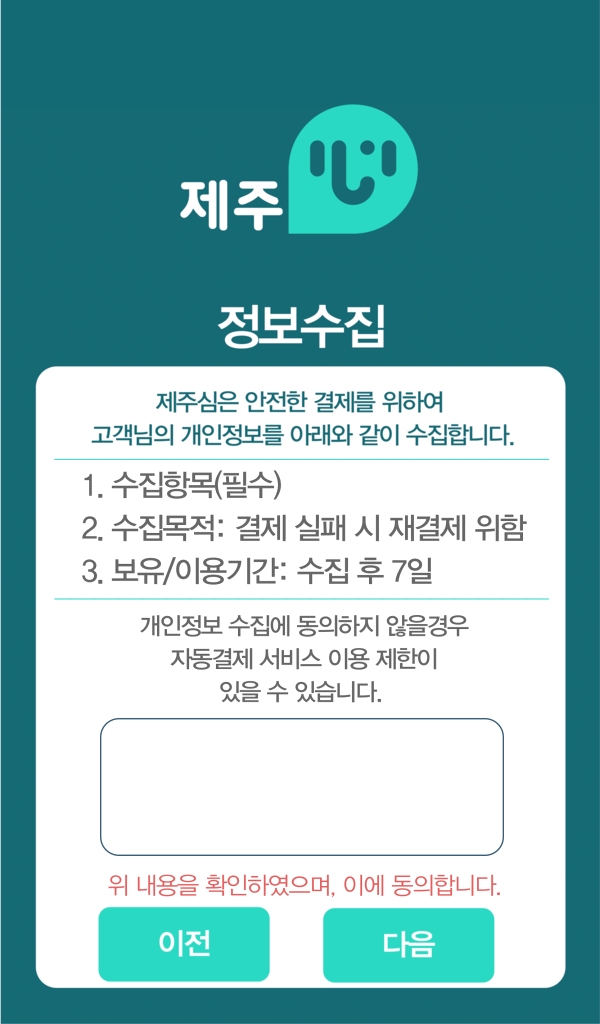 제주심
정보수집
제주심은 안전한 결제를 위하여
고객님의 개인정보를 아래와 같이 수집합니다.
1. 수집항목(필수)
2. 수집목적: 결제 실패 시 재결제 위함
3. 보유/이용기간: 수집 후 7일
개인정보 수집에 동의하지 않을경우
자동결제 서비스 이용 제한이
있을 수 있습니다.
위 내용을 확인하였으며, 이에 동의합니다.
이전
다음